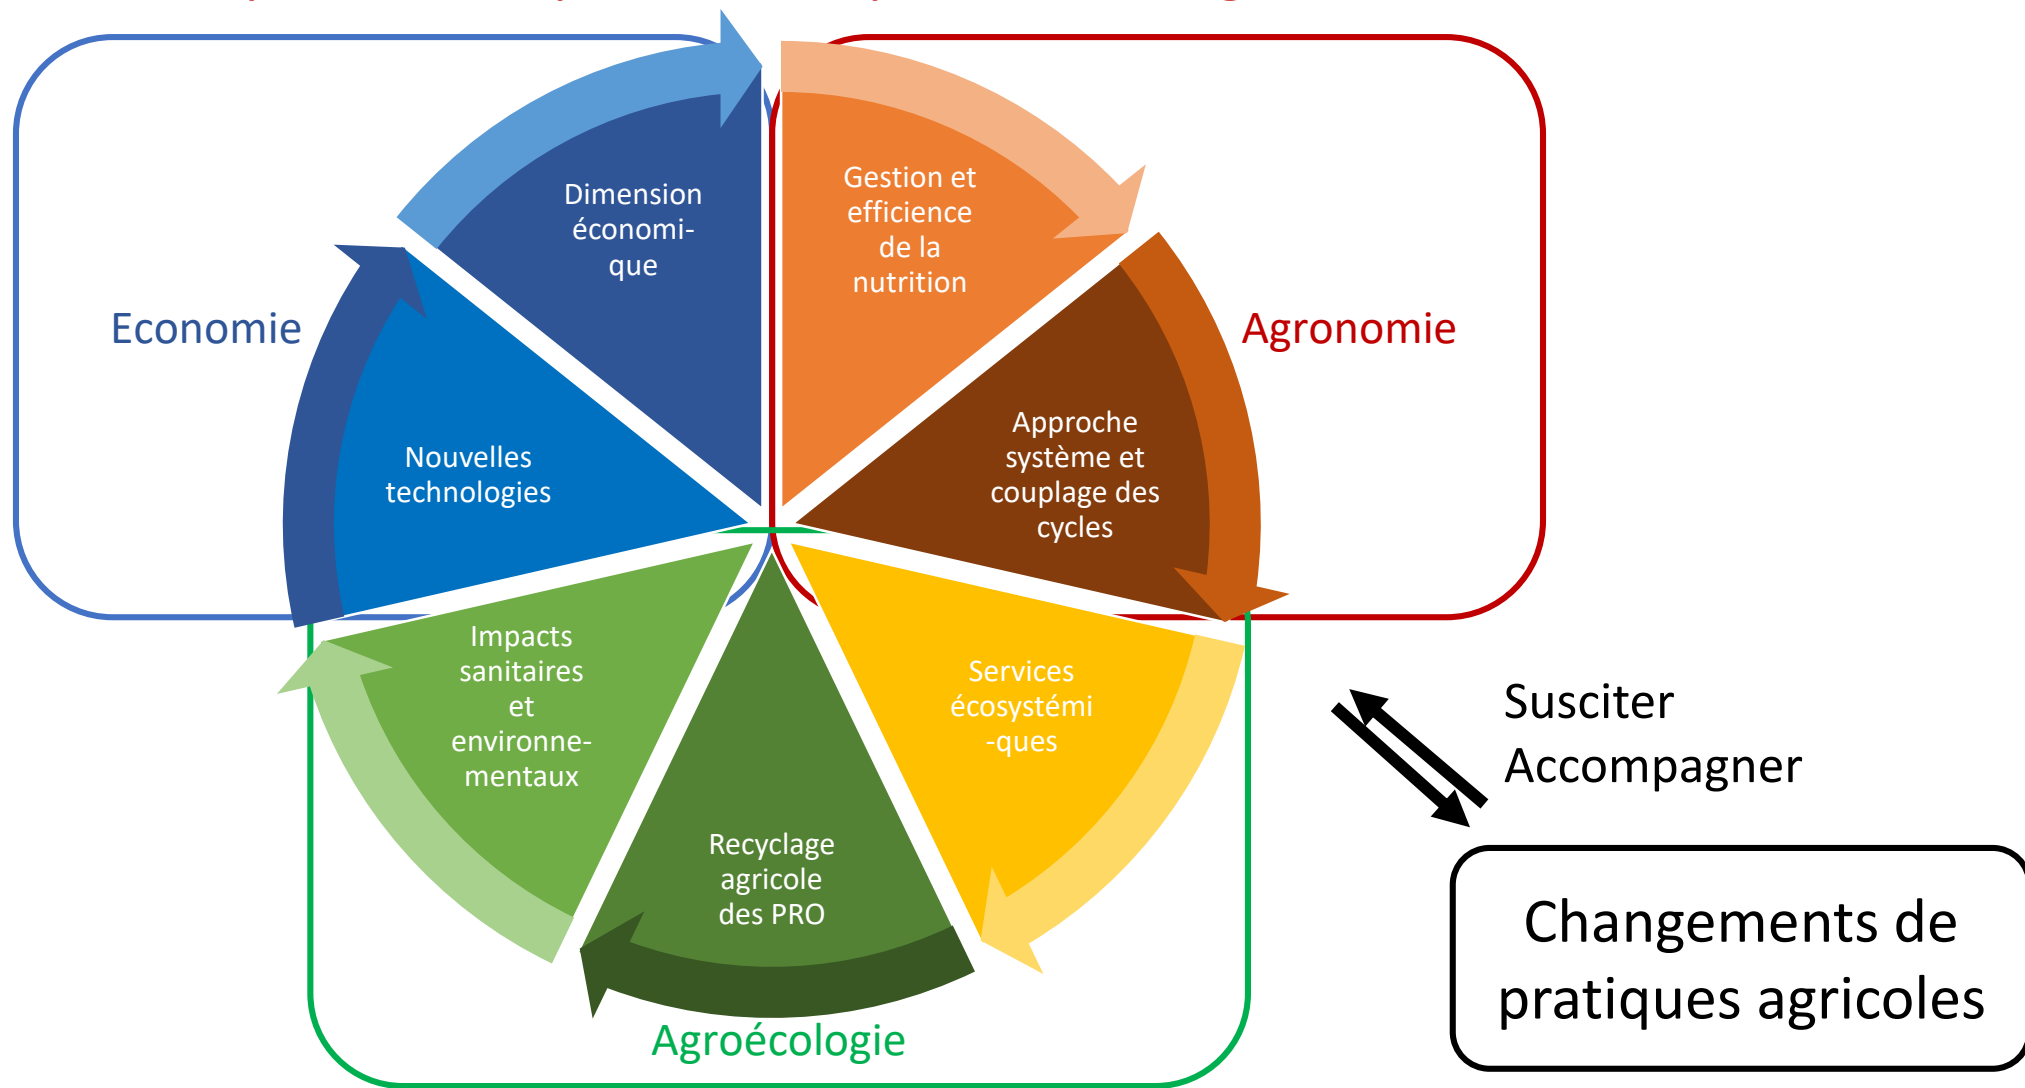 Dimension
économi-
que
Gestion et
efficience
de la
nutrition
Economie
Agronomie
Nouvelles
technologies
Approche
système et
couplage des
cycles
Impacts
sanitaires
et
environne-
mentaux
Services
écosystémi
-ques
Recyclage
agricole
des PRO
Agroécologie
Susciter
Accompagner
Changements de
pratiques agricoles